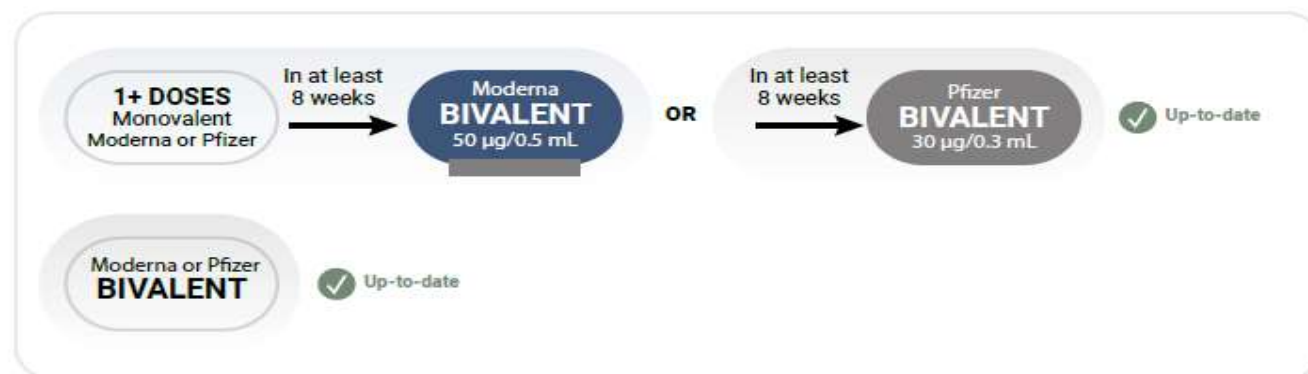 1+ DOSES
Monovalent
Moderna or Pfizer
In at least
8 weeks
Moderna
BIVALENT
50 µg/0.5 mL
OR
In at least
8 weeks
Pfizer
BIVALENT
30 µg/0.3 mL
Up-to-date
Moderna or Pfizer
BIVALENT
Up-to-date